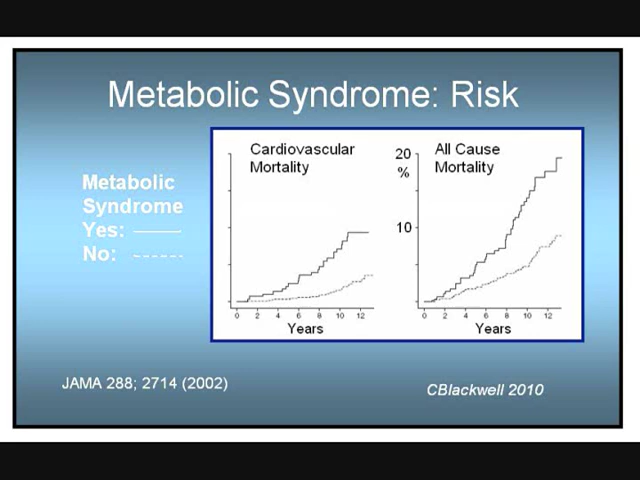 Metabolic Syndrome: Risk
Metabolic
Syndrome
Yes:
No:
Cardiovascular
Mortality
0 2 4 6 8 10 12
Years
20
%
10
All Cause
Mortality
0 2 4 6 8 10 12
Years
JAMA 288; 2714 (2002)
CBlackwell 2010